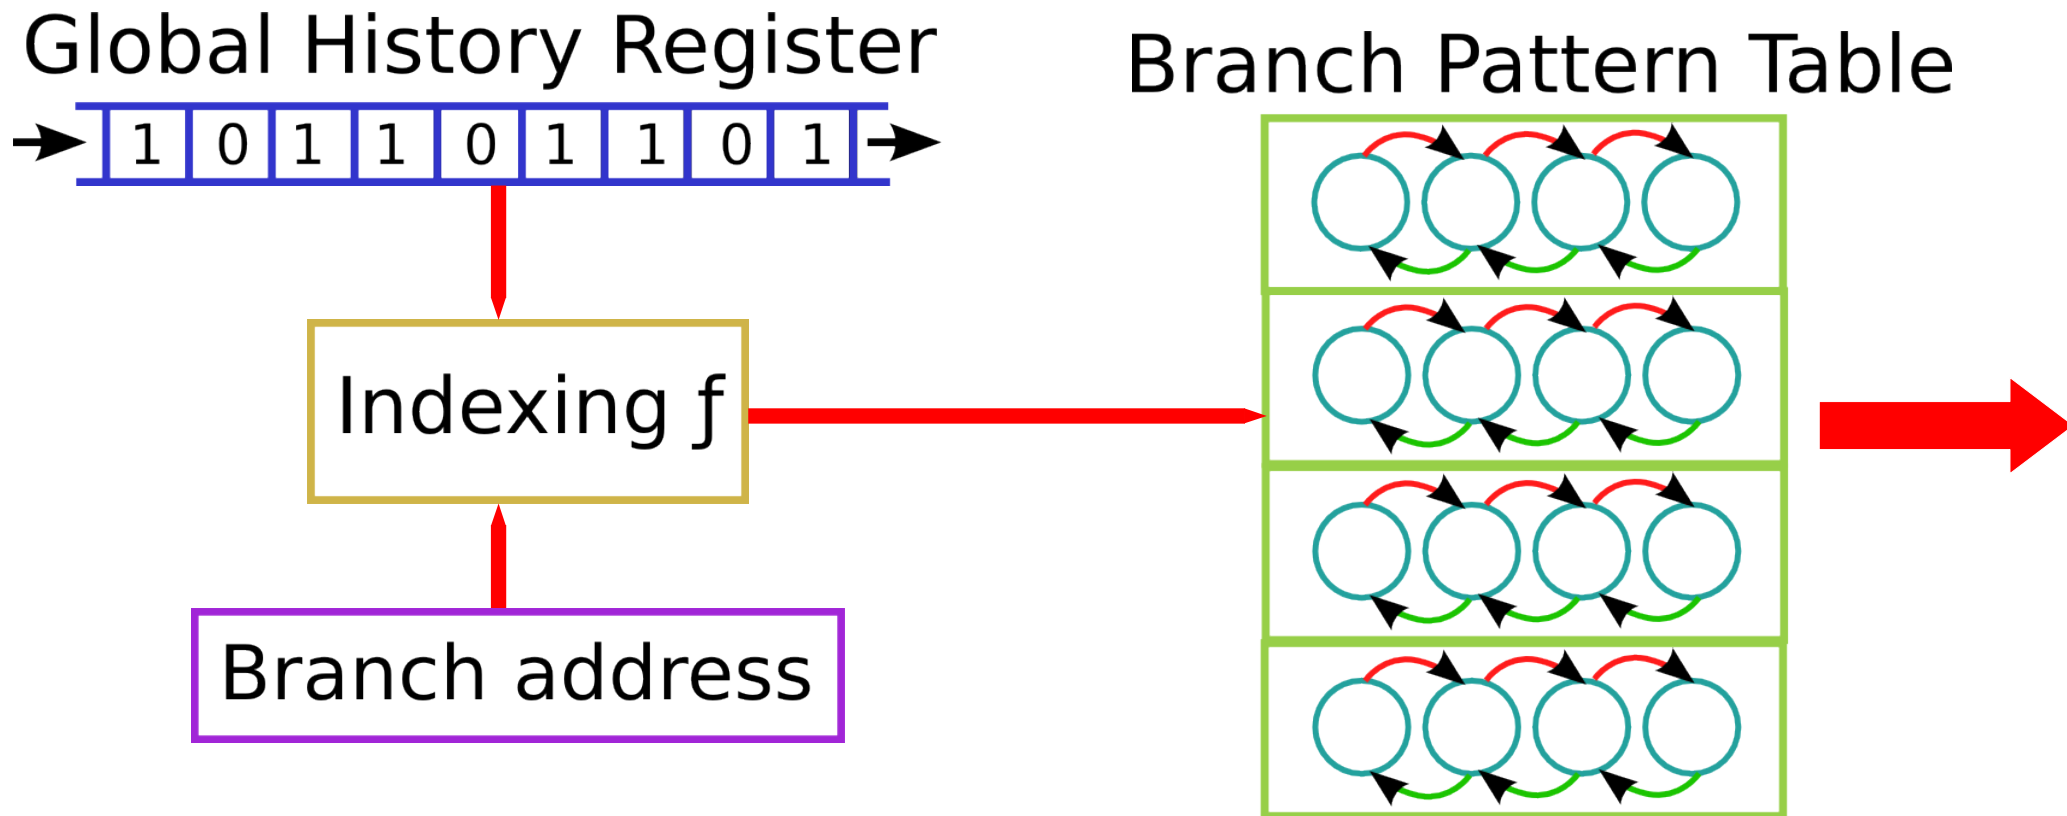 Global History Register
1 0 1 1 0 1 1 0 1
Branch Pattern Table
Indexing ƒ
Branch address